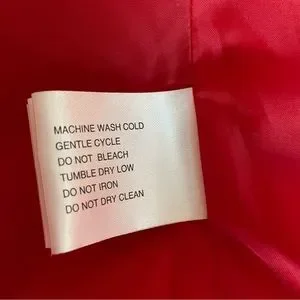 MACHINE WASH COLD
GENTLE CYCLE
DO NOT BLEACH
TUMBLE DRY LOW
DO NOT IRON
DO NOT DRY CLEAN